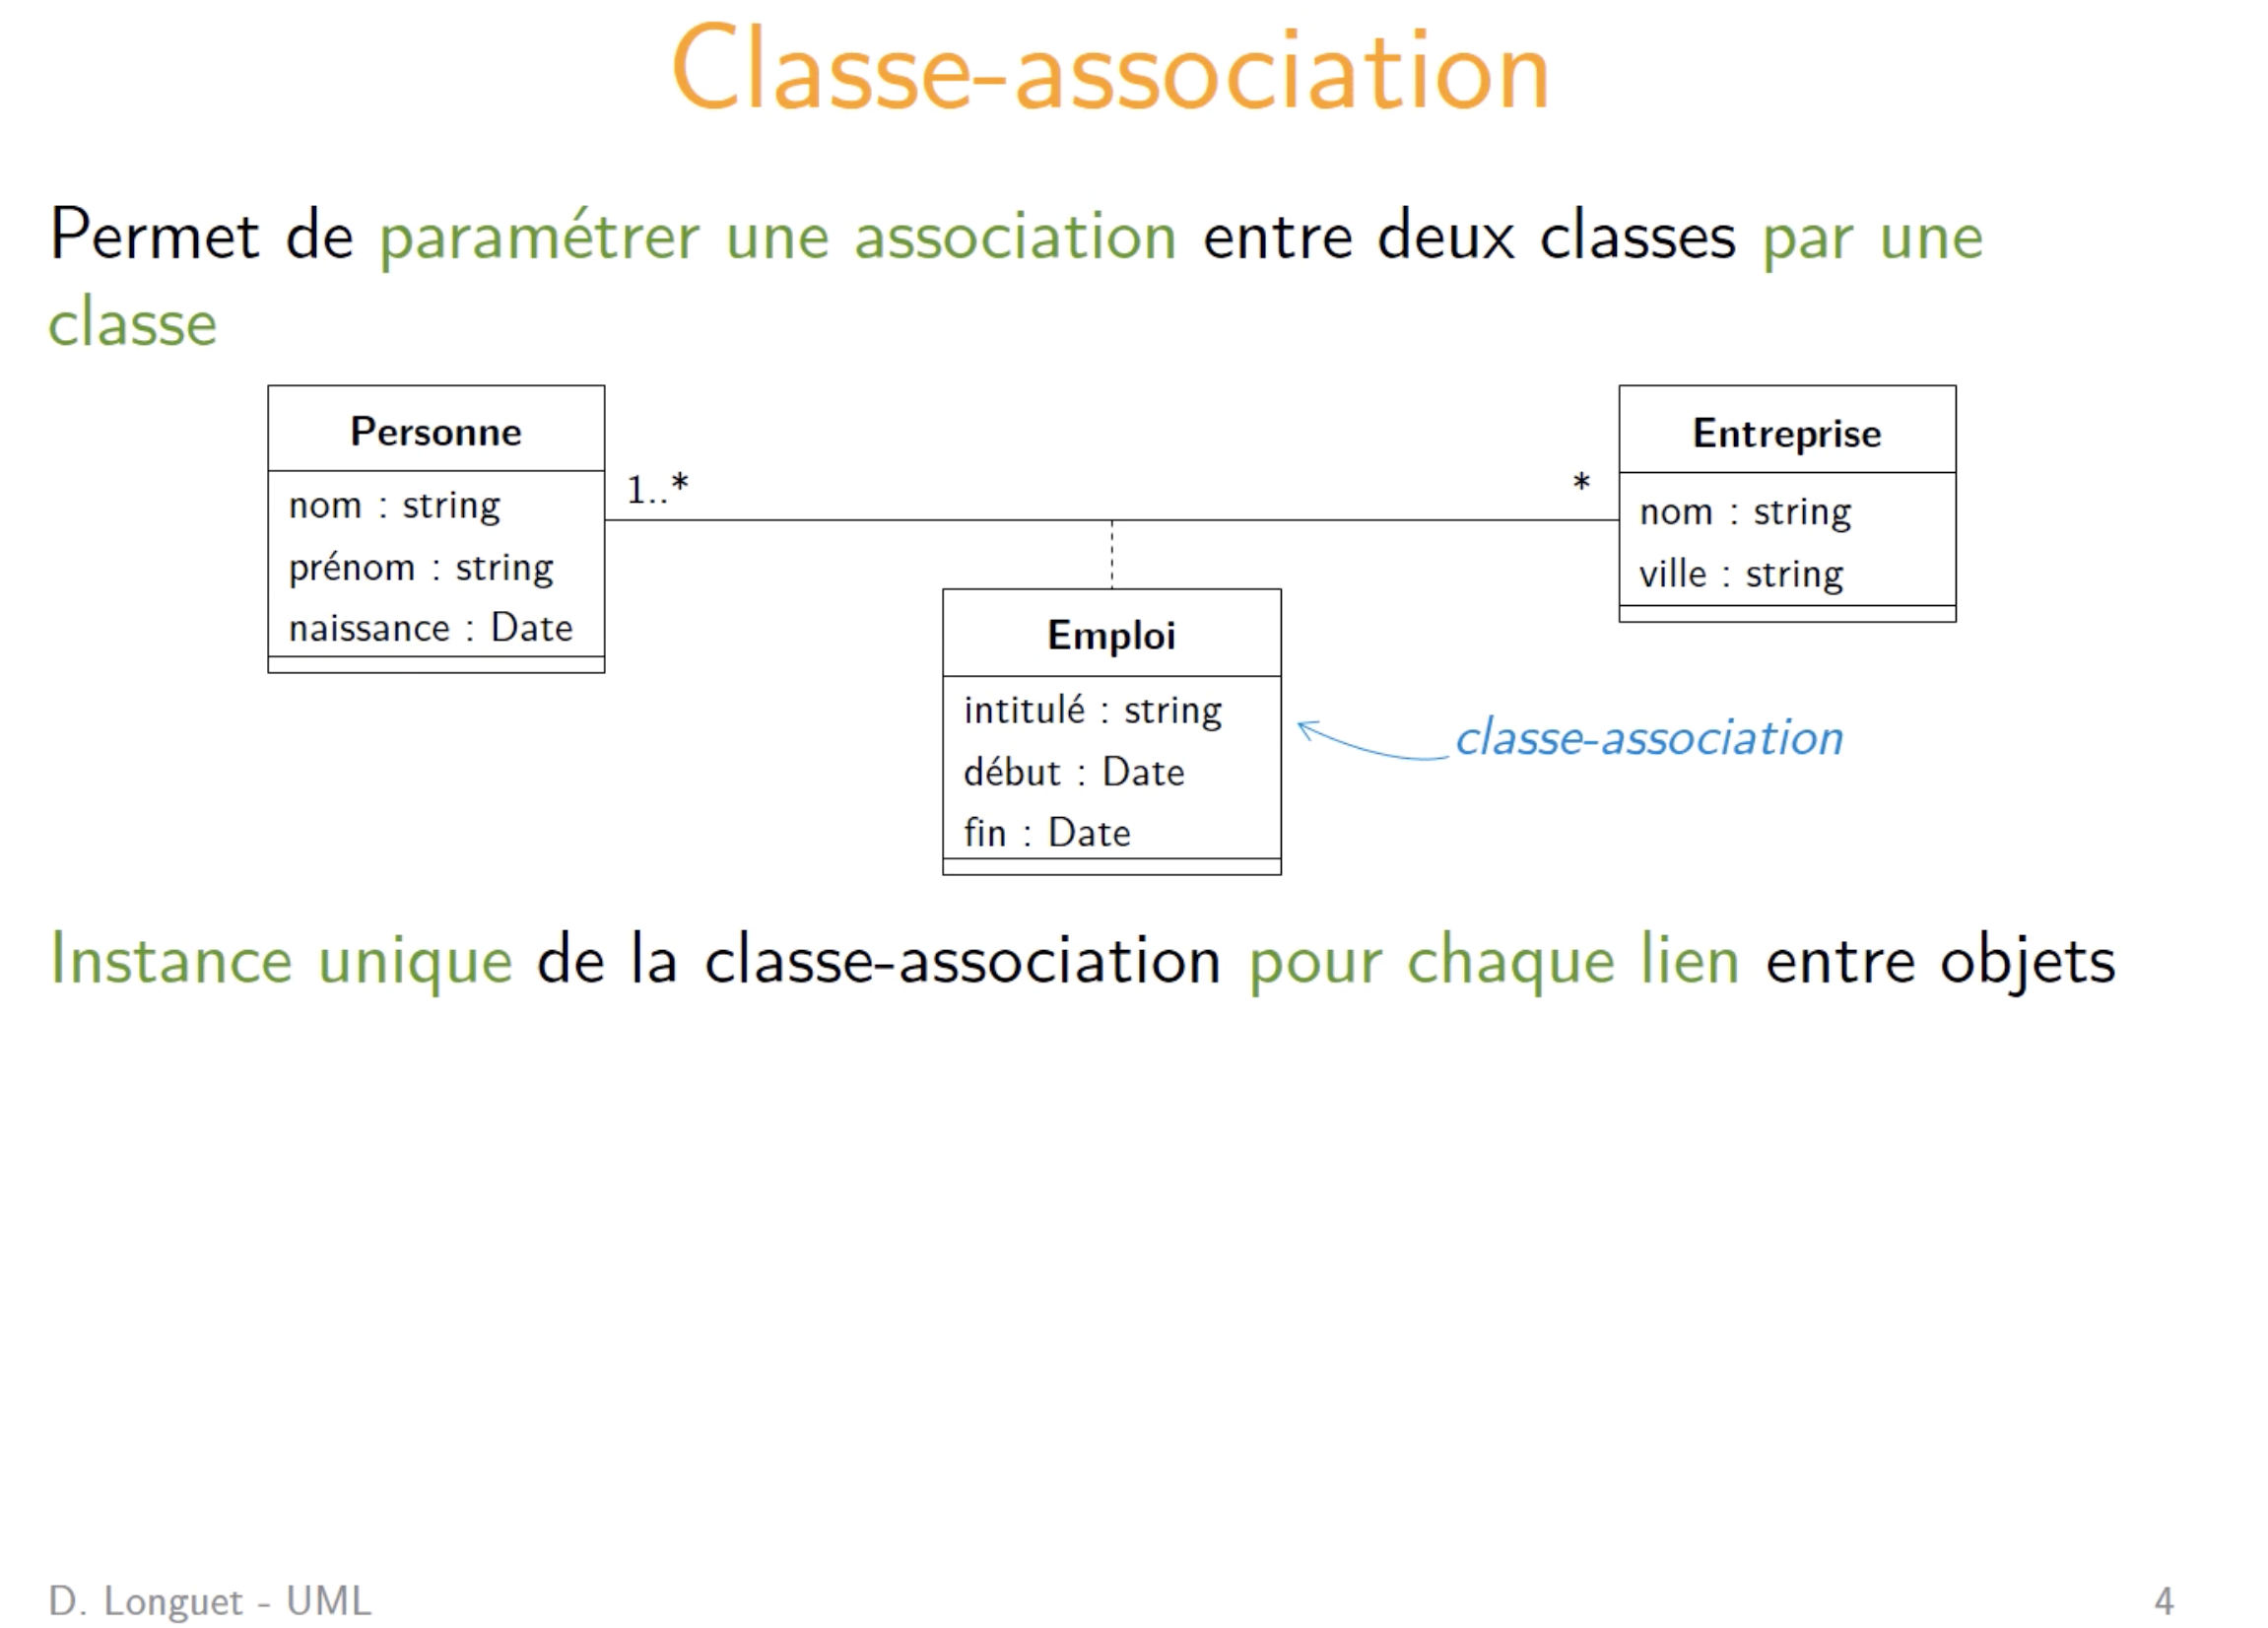 Classe-association
Permet de paramétrer une association entre deux classes par une
classe
Personne
nom : string
prénom : string
naissance : Date
1..*
*
Entreprise
nom : string
ville : string
Emploi
intitulé : string
début : Date
fin : Date
classe-association
Instance unique de la classe-association pour chaque lien entre objets
D. Longuet - UML
4